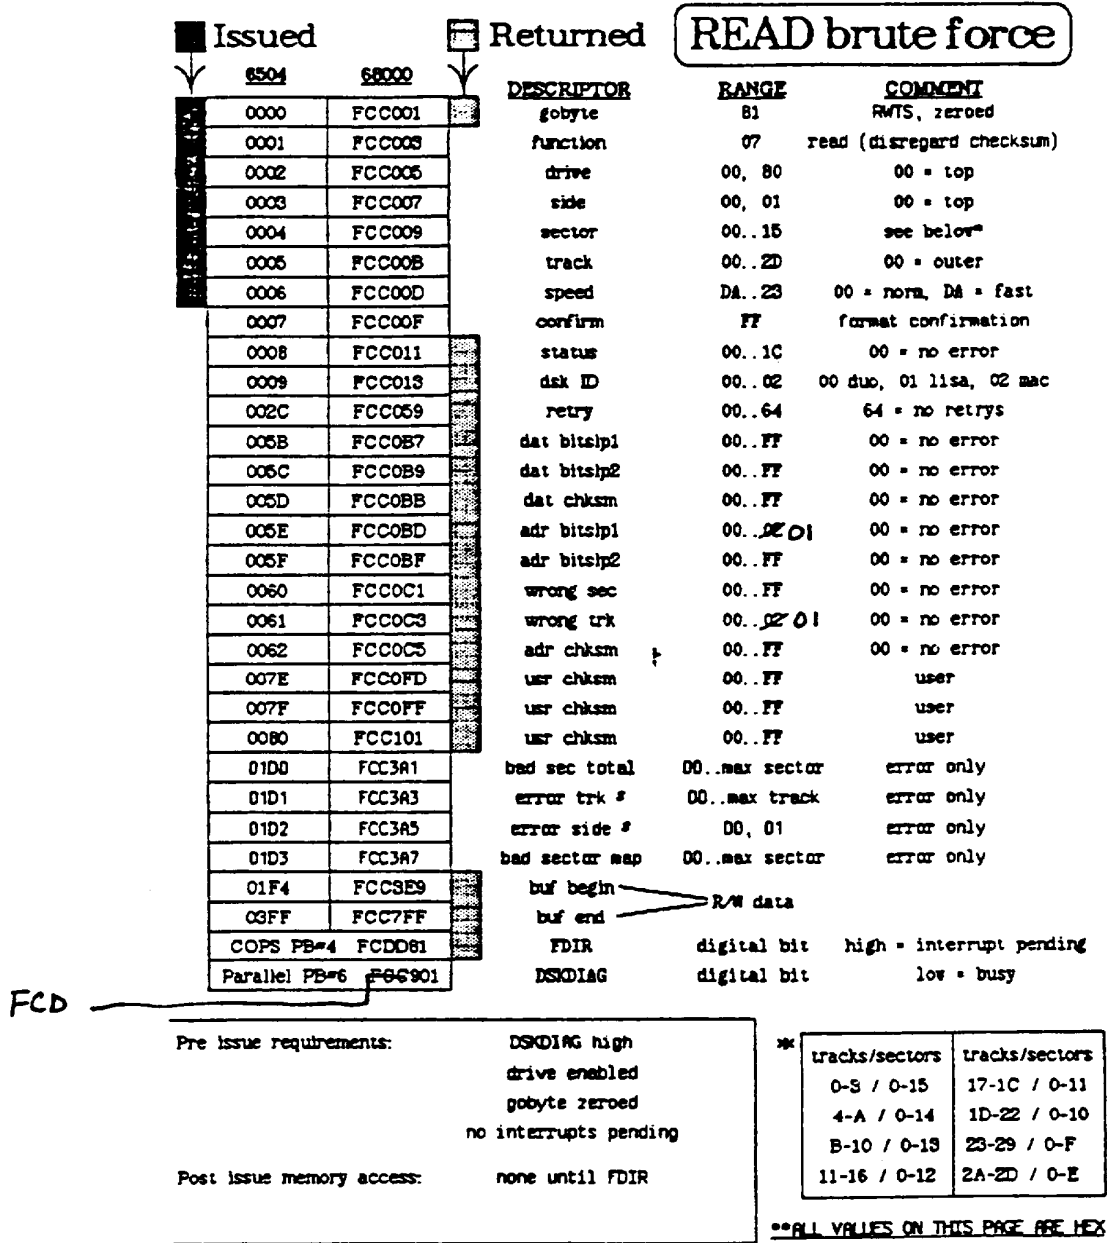 Issued Returned READ brute force
6504 68000 DESCRIPTOR RANGE COMMENT
0000 FCC001 gobyte 81 RWTS, zeroed
0001 FCC003 function 07 read (disregard checksum)
0002 FCC005 drive 00, 80 00 = top
0003 FCC007 side 00, 01 00 = top
0004 FCC009 sector 00..15 see below*
0005 FCC00B track 00..2D 00 = outer
0006 FCC00D speed DA..23 00 = norm, DA = fast
0007 FCC00F confirm FF format confirmation
0008 FCC011 status 00..1C 00 = no error
0009 FCC013 dsk ID 00..02 00 duo, 01 lisa, 02 mac
002C FCC059 retry 00..64 64 = no retrys
005B FCC0B7 dat bitslp1 00..FF 00 = no error
005C FCC0B9 dat bitslp2 00..FF 00 = no error
005D FCC0BB dat chksm 00..FF 00 = no error
005E FCC0BD adr bitslp1 00..02 01 00 = no error
005F FCC0BF adr bitslp2 00..FF 00 = no error
0060 FCC0C1 wrong sec 00..FF 00 = no error
0061 FCC0C3 wrong trk 00..02 01 00 = no error
0062 FCC0C5 adr chksm 00..FF 00 = no error
007E FCC0FD usr chksm 00..FF user
007F FCC0FF usr chksm 00..FF user
0080 FCC101 usr chksm 00..FF user
01D0 FCC3A1 bad sec total 00..max sector error only
01D1 FCC3A3 error trk # 00..max track error only
01D2 FCC3A5 error side # 00, 01 error only
01D3 FCC3A7 bad sector map 00..max sector error only
01F4 FCC3E9 buf begin
R/W data
03FF FCC7FF buf end
COPS PB=4 FCDD81 FDIR digital bit high = interrupt pending
Parallel PB=6 FCC901 DSKDIAG digital bit low = busy
FCD
Pre issue requirements: DSKDIAG high
drive enabled
gobyte zeroed
no interrupts pending
Post issue memory access: none until FDIR
* tracks/sectors tracks/sectors
0-3 / 0-15 17-1C / 0-11
4-A / 0-14 1D-22 / 0-10
B-10 / 0-13 23-29 / 0-F
11-16 / 0-12 2A-2D / 0-E
**ALL VALUES ON THIS PAGE ARE HEX